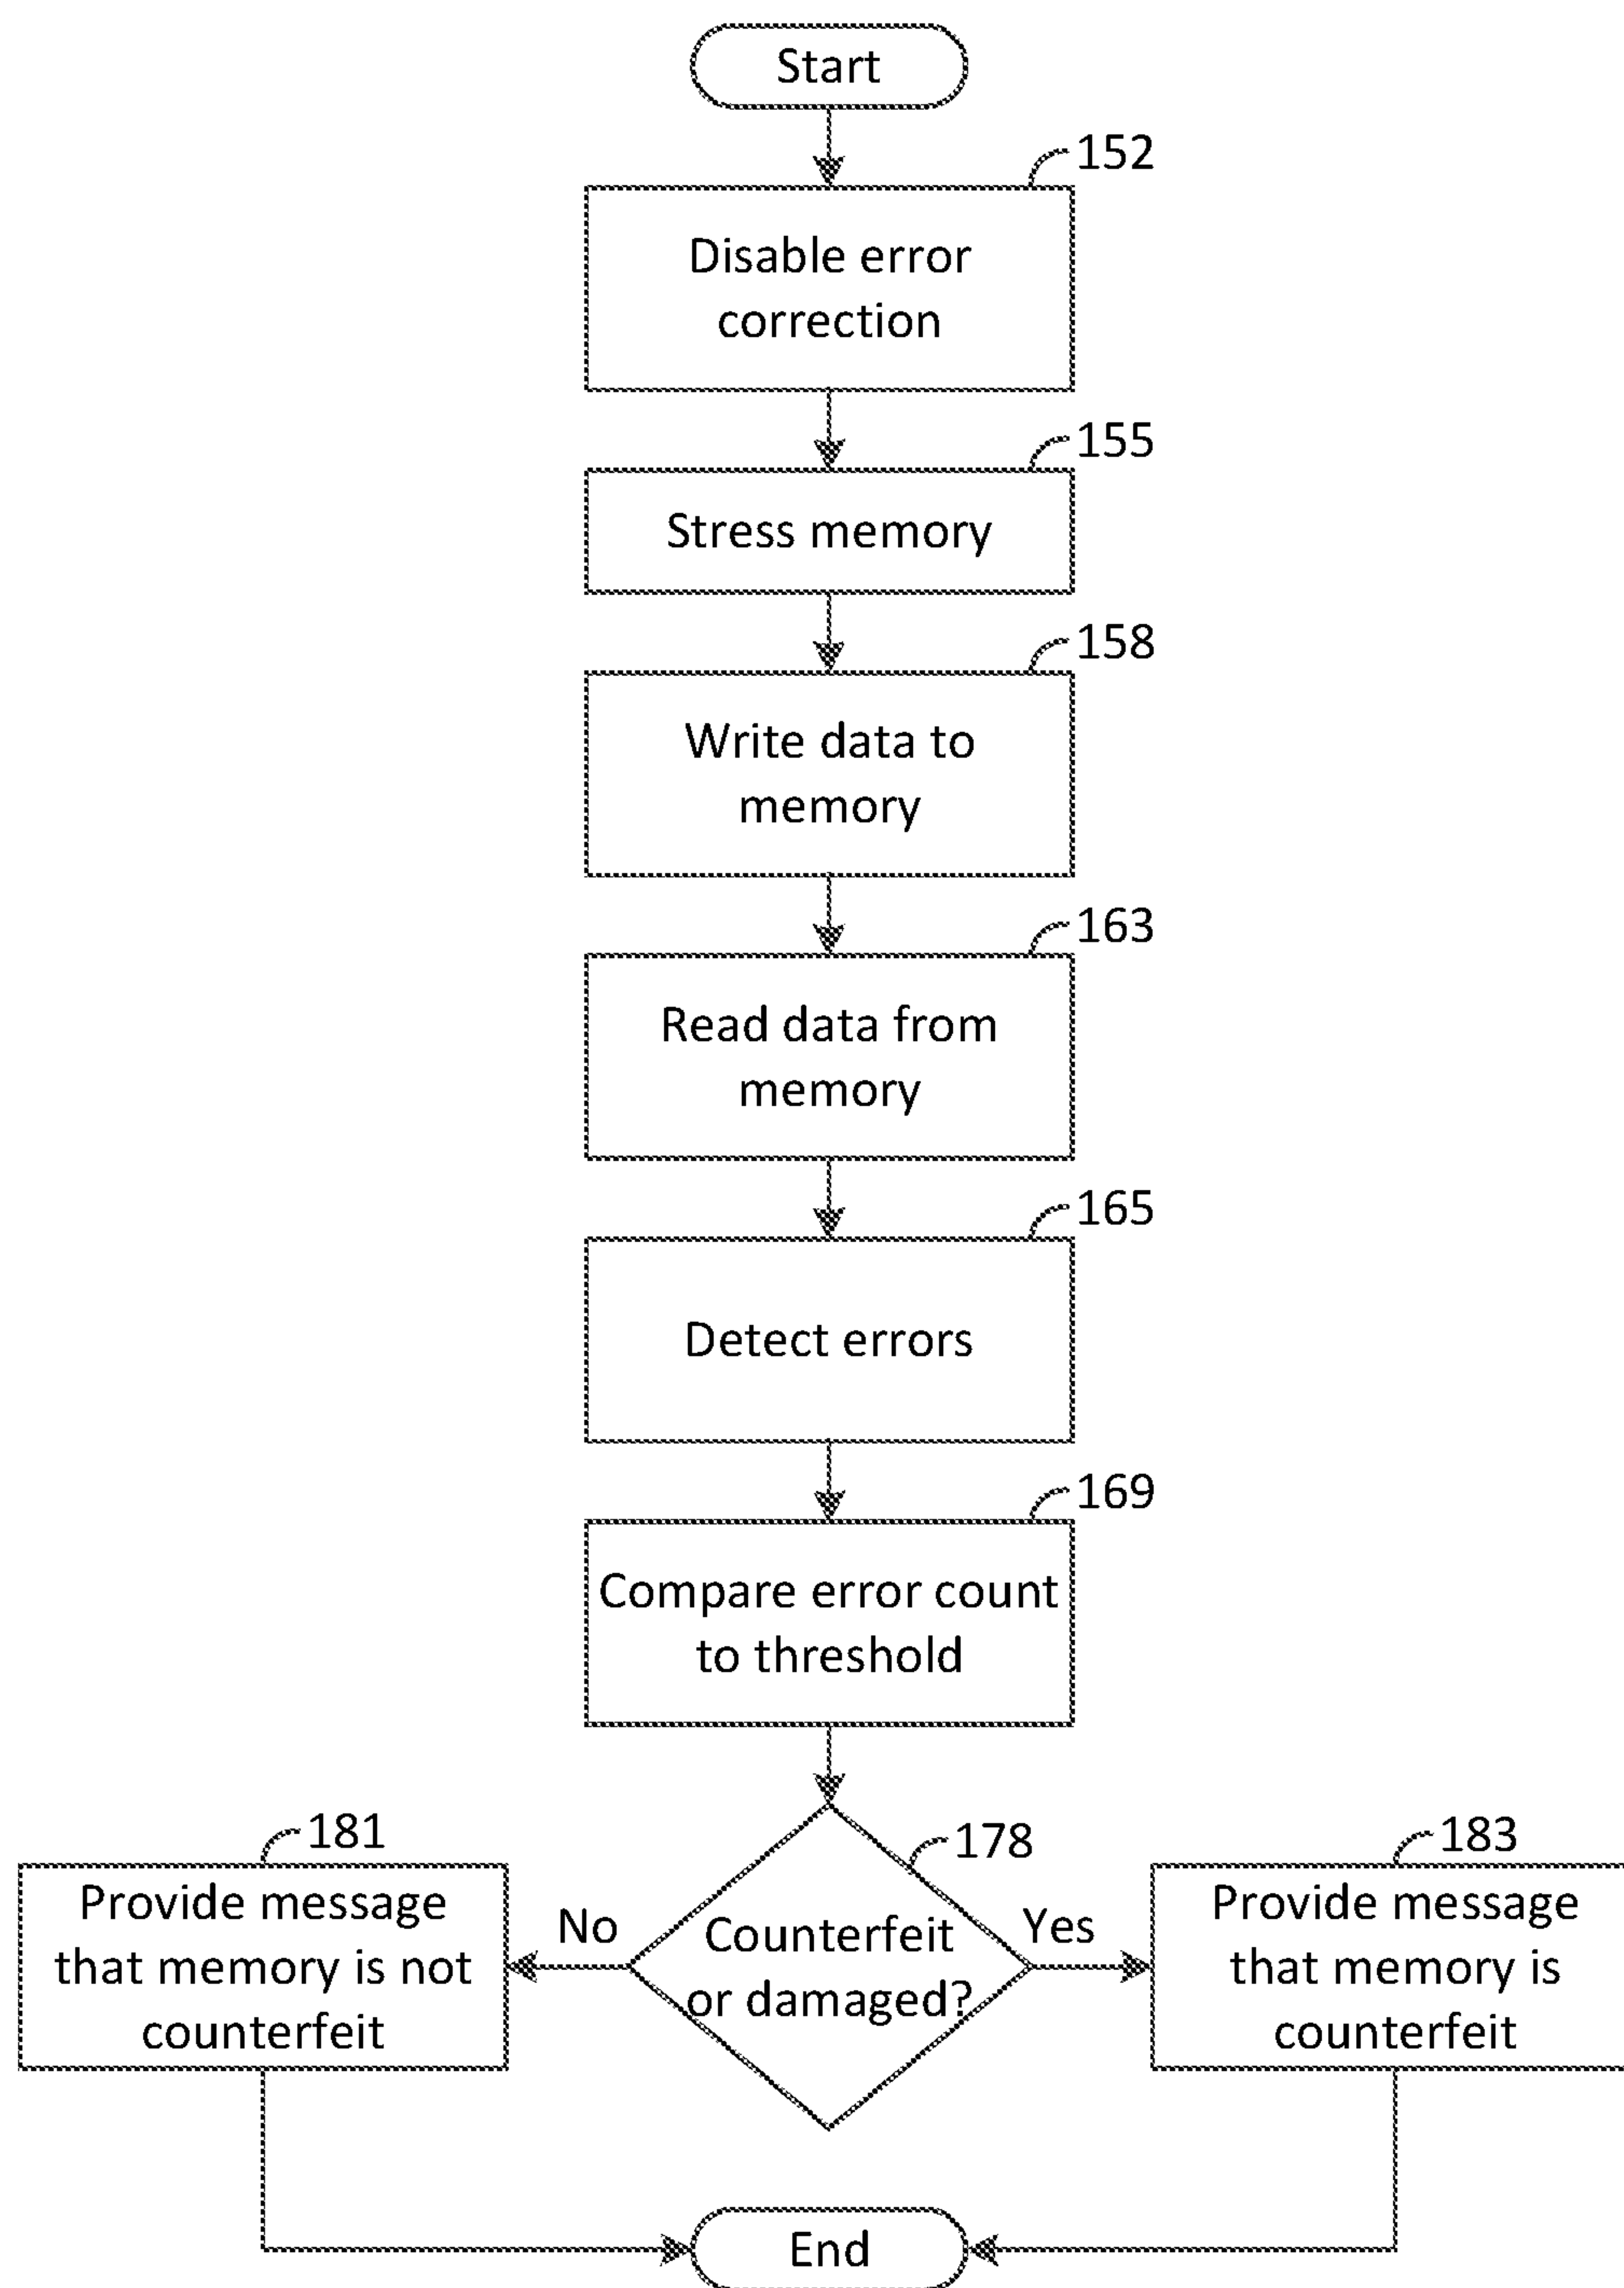 Start
152
Disable error
correction
155
Stress memory
158
Write data to
memory
163
Read data from
memory
165
Detect errors
169
Compare error count
to threshold
181
Provide message
that memory is not
counterfeit
No
178
Counterfeit
or damaged?
Yes
183
Provide message
that memory is
counterfeit
End